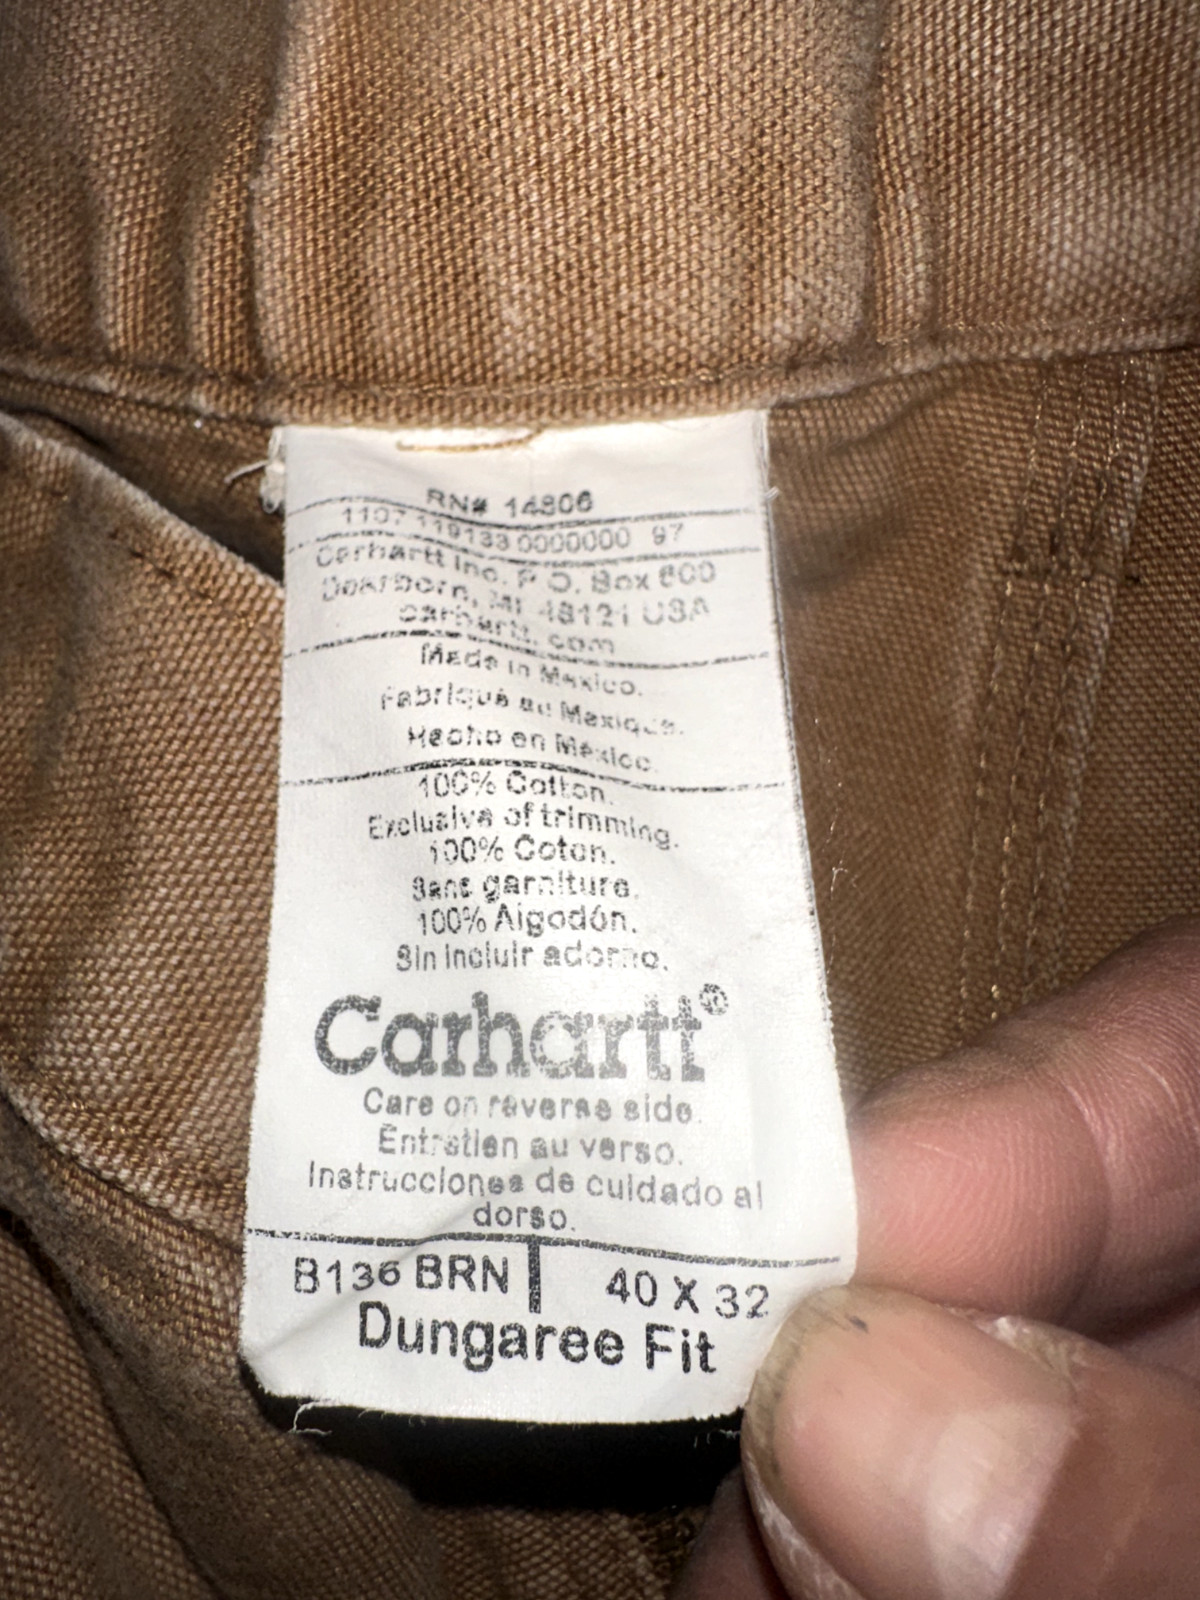 RN# 14806
1107 119133 0000000 97
Carhartt Inc. P.O. Box 600
Dearborn, MI 48121 USA
carhartt.com
Made in Mexico.
Fabriqué au Mexique.
Hecho en México.
100% Cotton.
Exclusive of trimming.
100% Coton.
Sans garniture.
100% Algodón.
Sin incluir adorno.
Carhartt®
Care on reverse side.
Entretien au verso.
Instrucciones de cuidado al
dorso.
B136 BRN | 40 X 32
Dungaree Fit